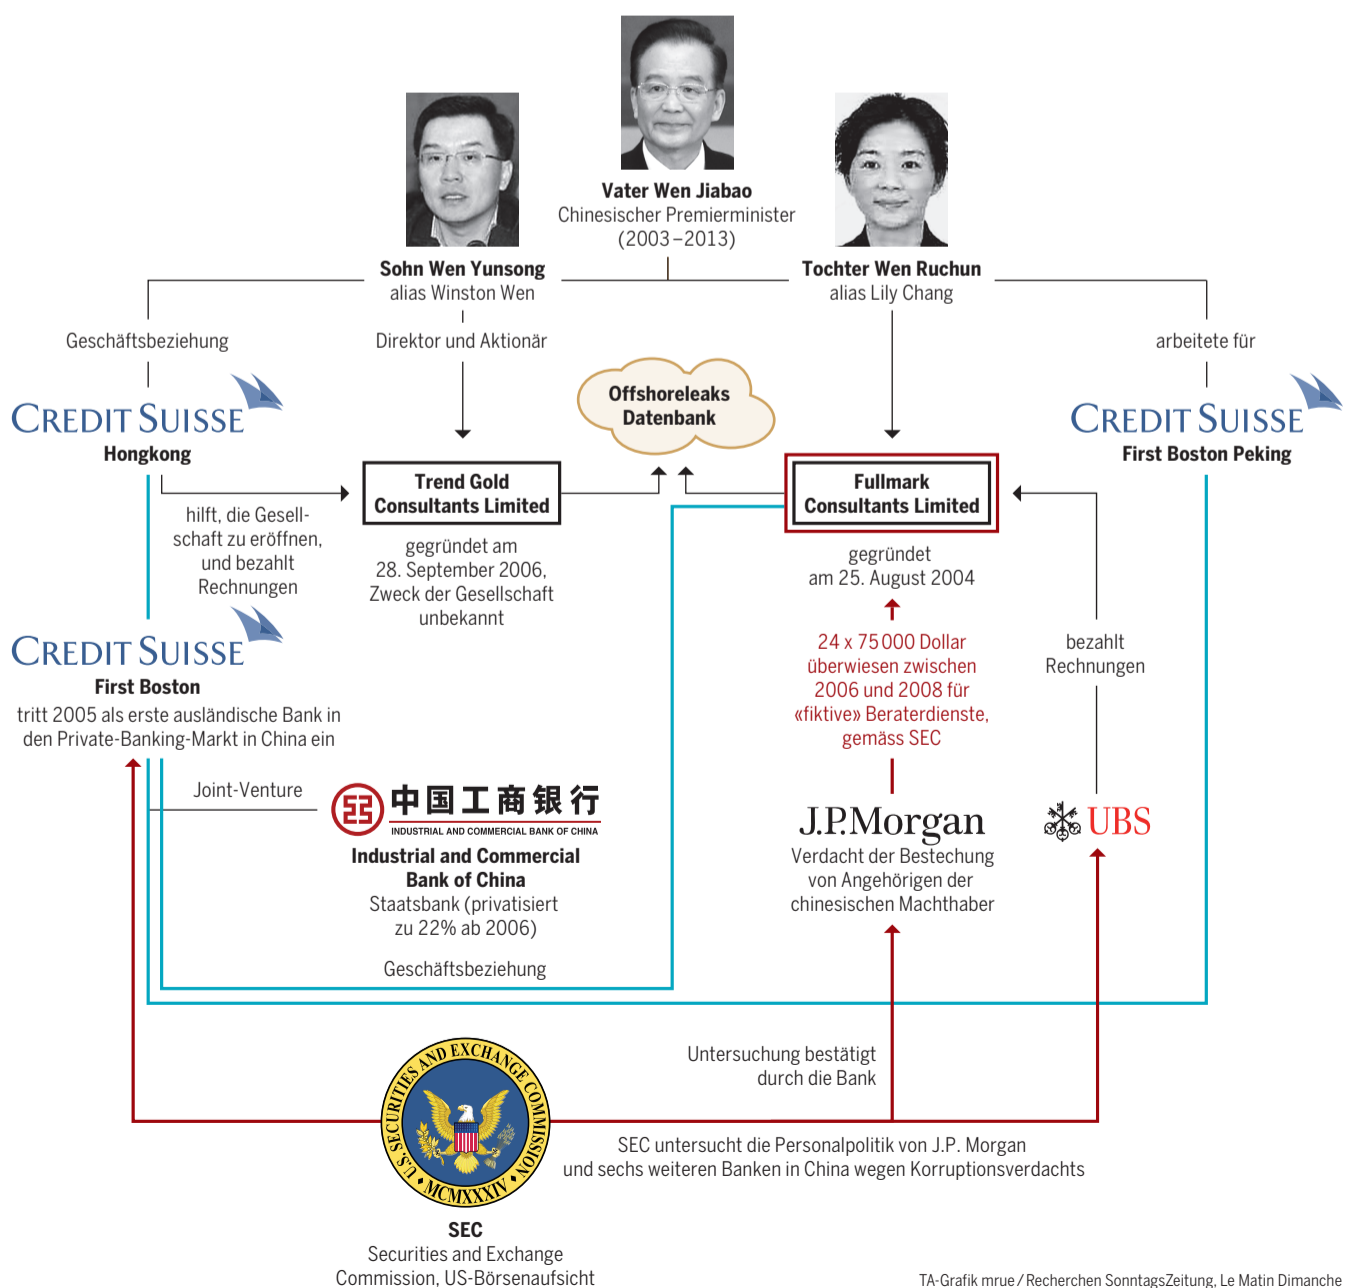 Vater Wen Jiabao
Chinesischer Premierminister
(2003–2013)
Sohn Wen Yunsong
alias Winston Wen
Tochter Wen Ruchun
alias Lily Chang
Geschäftsbeziehung
Direktor und Aktionär
arbeitete für
Offshoreleaks
Datenbank
CREDIT SUISSE
Hongkong
CREDIT SUISSE
First Boston Peking
Trend Gold
Consultants Limited
Fullmark
Consultants Limited
hilft, die Gesell-
schaft zu eröffnen,
und bezahlt
Rechnungen
gegründet am
28. September 2006,
Zweck der Gesellschaft
unbekannt
gegründet
am 25. August 2004
24 x 75 000 Dollar
überwiesen zwischen
2006 und 2008 für
«fiktive» Beraterdienste,
gemäss SEC
bezahlt
Rechnungen
CREDIT SUISSE
First Boston
tritt 2005 als erste ausländische Bank in
den Private-Banking-Markt in China ein
Joint-Venture
中国工商银行
INDUSTRIAL AND COMMERCIAL BANK OF CHINA
Industrial and Commercial
Bank of China
Staatsbank (privatisiert
zu 22% ab 2006)
J.P.Morgan
Verdacht der Bestechung
von Angehörigen der
chinesischen Machthaber
UBS
Geschäftsbeziehung
Untersuchung bestätigt
durch die Bank
U.S. SECURITIES AND EXCHANGE COMMISSION
MCMXXXIV
SEC untersucht die Personalpolitik von J.P. Morgan
und sechs weiteren Banken in China wegen Korruptionsverdachts
SEC
Securities and Exchange
Commission, US-Börsenaufsicht
TA-Grafik mrue / Recherchen SonntagsZeitung, Le Matin Dimanche